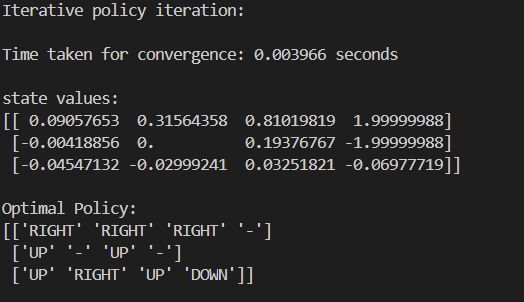 Iterative policy iteration:
Time taken for convergence: 0.003966 seconds
state values:
[[ 0.09057653  0.31564358  0.81019819  1.99999988]
 [-0.00418856  0.          0.19376767 -1.99999988]
 [-0.04547132 -0.02999241  0.03251821 -0.06977719]]
Optimal Policy:
[['RIGHT' 'RIGHT' 'RIGHT' '-']
 ['UP' '-' 'UP' '-']
 ['UP' 'RIGHT' 'UP' 'DOWN']]